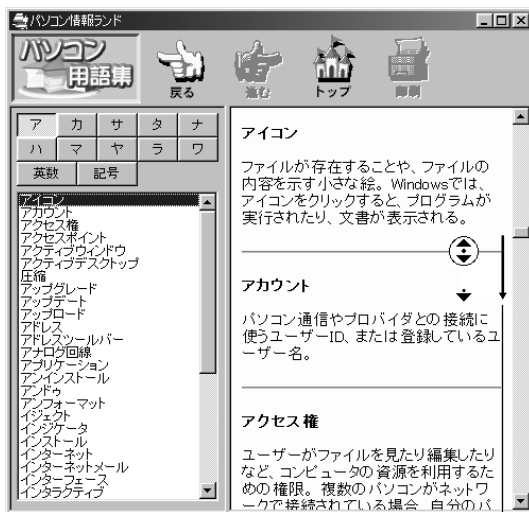 パソコン情報ランド
パソコン
用語集
戻る
進む
トップ
印刷
ア カ サ タ ナ
ハ マ ヤ ラ ワ
英数 記号
アイコン
アカウント
アクセス権
アクセスポイント
アクティブウィンドウ
アクティブデスクトップ
圧縮
アップグレード
アップデート
アップロード
アドレス
アドレスツールバー
アナログ回線
アプリケーション
アンインストール
アンドゥ
アンフォーマット
イジェクト
インジケータ
インストール
インターネット
インターネットメール
インターフェース
インタラクティブ
アイコン
ファイルが存在することや、ファイルの
内容を示す小さな絵。Windowsでは、
アイコンをクリックすると、プログラムが
実行されたり、文書が表示される。
アカウント
パソコン通信やプロバイダとの接続に
使うユーザーID、または登録しているユ
ーザー名。
アクセス権
ユーザーがファイルを見たり編集したり
など、コンピュータの資源を利用するた
めの権限。複数のパソコンがネットワ
ークで接続されている場合、自分のパ